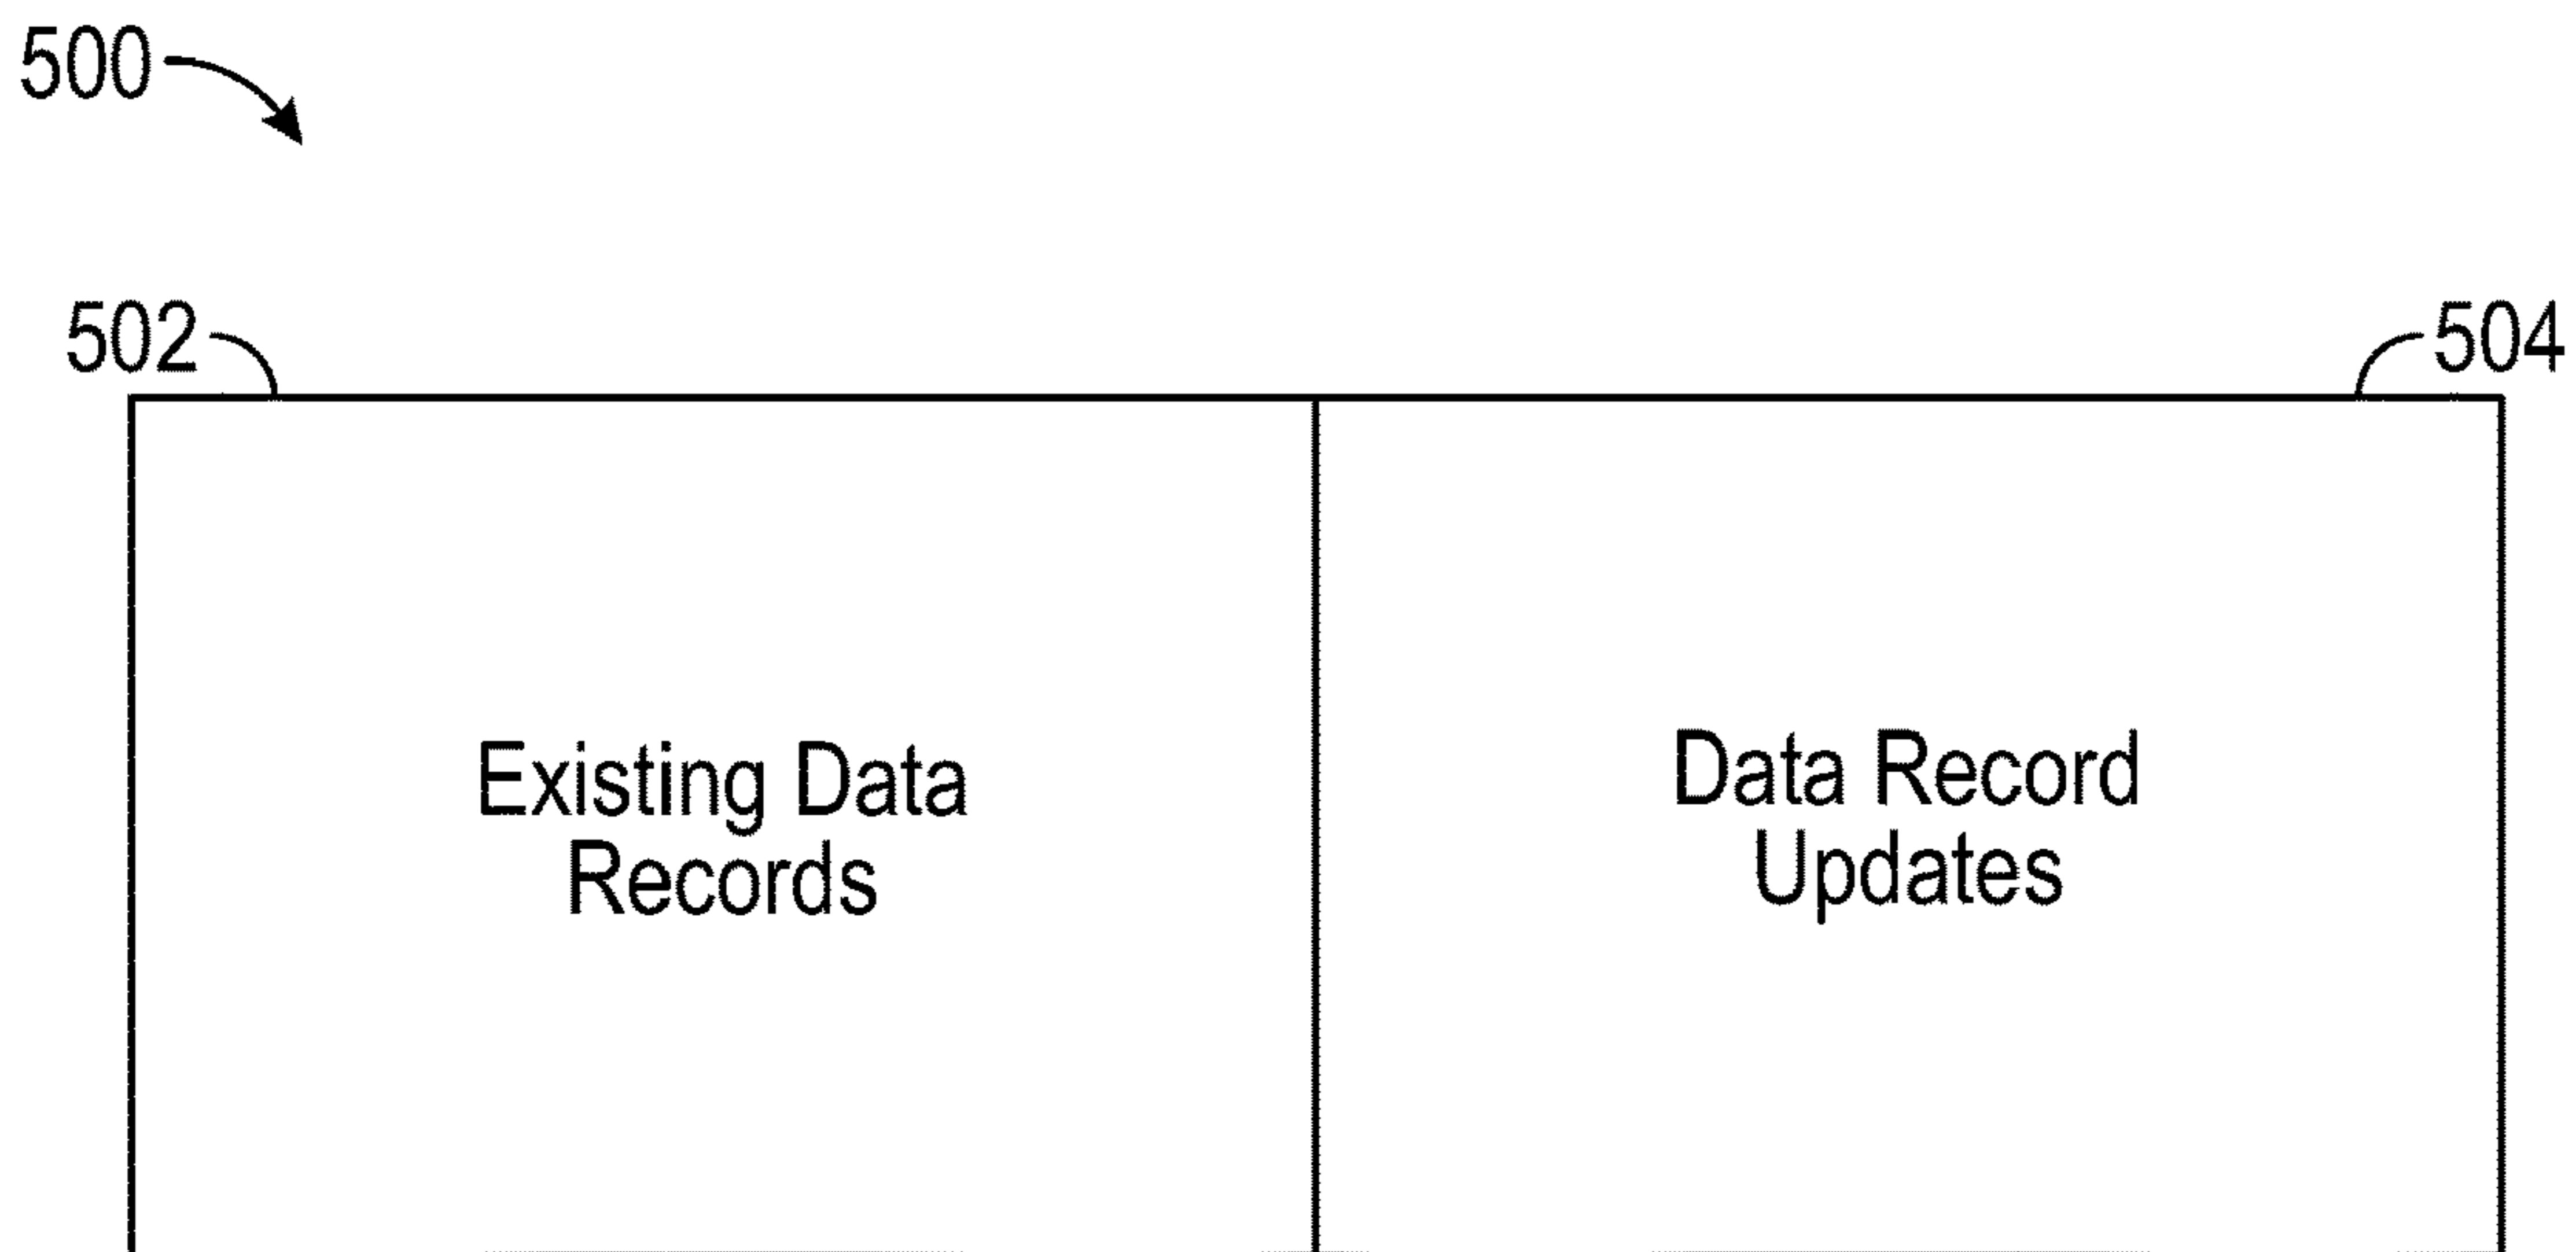 500
502
504
Existing Data
Records
Data Record
Updates